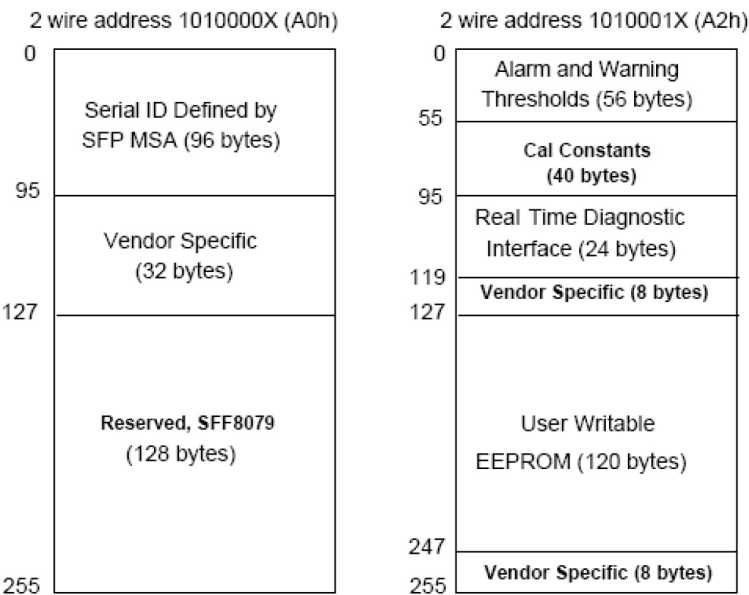 2 wire address 1010000X (A0h)
0
Serial ID Defined by
SFP MSA (96 bytes)
95
Vendor Specific
(32 bytes)
127
Reserved, SFF8079
(128 bytes)
255
2 wire address 1010001X (A2h)
0
Alarm and Warning
Thresholds (56 bytes)
55
Cal Constants
(40 bytes)
95
Real Time Diagnostic
Interface (24 bytes)
119
Vendor Specific (8 bytes)
127
User Writable
EEPROM (120 bytes)
247
Vendor Specific (8 bytes)
255